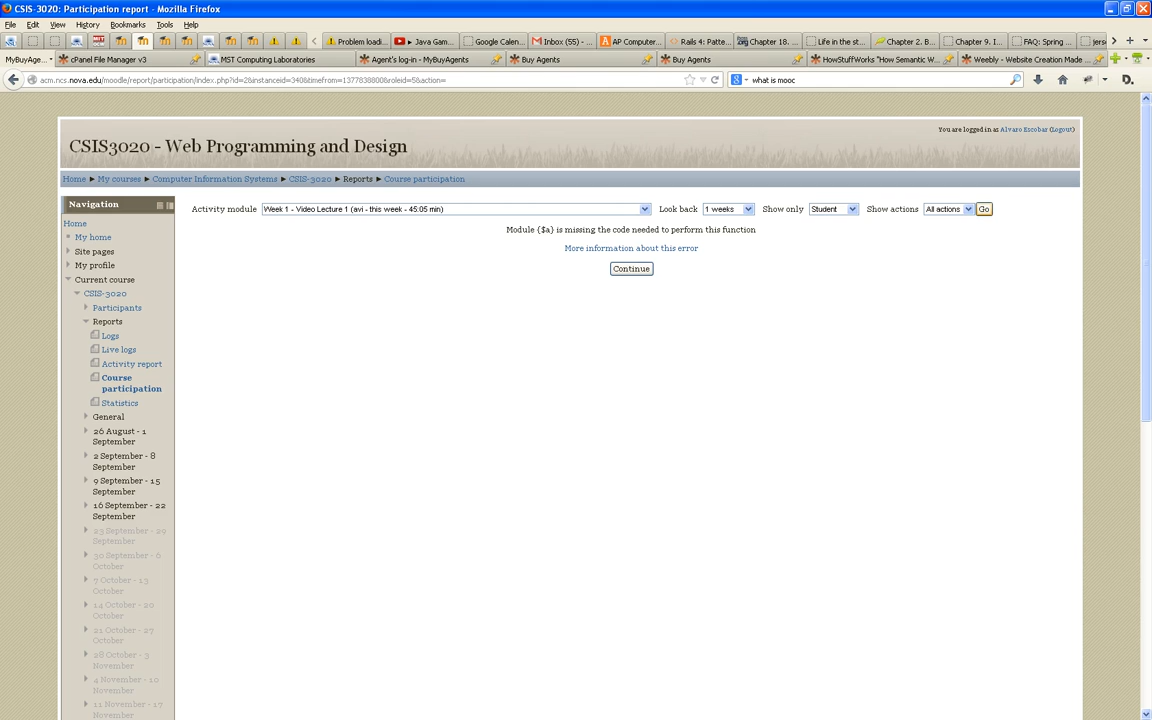 CSIS-3020: Participation report - Mozilla Firefox
File Edit View History Bookmarks Tools Help
Problem loadi... Java Gam... Google Calen... Inbox (55) - ... AP Computer... Rails 4: Patte... Chapter 18. ... Life in the st... Chapter 2. B... Chapter 9. I... FAQ: Spring ... jerse
MyBuyAge... cPanel File Manager v3 MST Computing Laboratories Agent's log-in - MyBuyAgents Buy Agents Buy Agents HowStuffWorks "How Semantic W... Weebly - Website Creation Made ...
acm.ncs.nova.edu/moodle/report/participation/index.php?id=2&instanceid=340&timefrom=1377838800&roleid=5&action= what is mooc
You are logged in as Alvaro Escobar (Logout)
CSIS3020 - Web Programming and Design
Home ► My courses ► Computer Information Systems ► CSIS-3020 ► Reports ► Course participation
Navigation
Activity module Week 1 - Video Lecture 1 (avi - this week - 45:05 min) Look back 1 weeks Show only Student Show actions All actions Go
Module {$a} is missing the code needed to perform this function
More information about this error
Continue
Home
My home
Site pages
My profile
Current course
CSIS-3020
Participants
Reports
Logs
Live logs
Activity report
Course
participation
Statistics
General
26 August - 1
September
2 September - 8
September
9 September - 15
September
16 September - 22
September
23 September - 29
September
30 September - 6
October
7 October - 13
October
14 October - 20
October
21 October - 27
October
28 October - 3
November
4 November - 10
November
11 November - 17
November